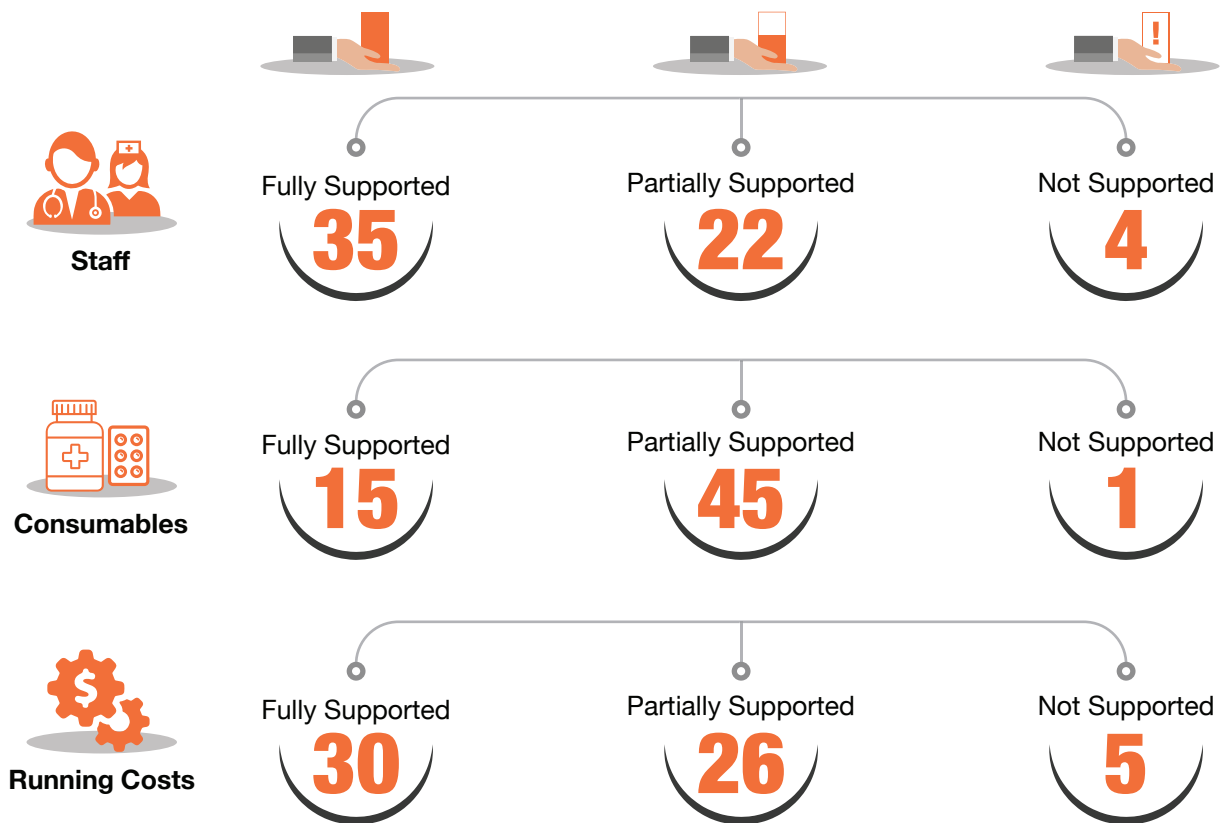 !
Fully Supported
Partially Supported
Not Supported
35
22
4
Staff
Fully Supported
Partially Supported
Not Supported
15
45
1
Consumables
$
Fully Supported
Partially Supported
Not Supported
30
26
5
Running Costs